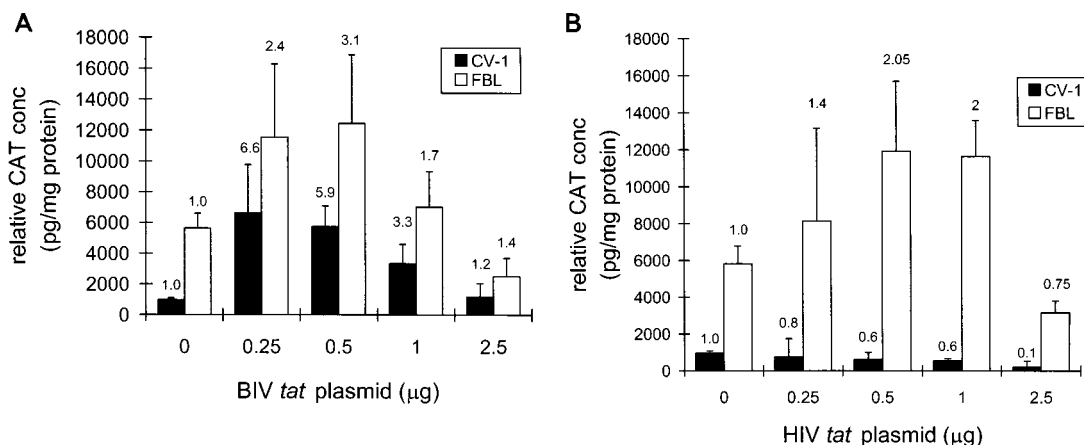 A
relative CAT conc
(pg/mg protein)
18000
16000
14000
12000
10000
8000
6000
4000
2000
0
CV-1
FBL
1.0
1.0
6.6
2.4
5.9
3.1
3.3
1.7
1.2
1.4
0 0.25 0.5 1 2.5
BIV tat plasmid (μg)
B
relative CAT conc
(pg/mg protein)
18000
16000
14000
12000
10000
8000
6000
4000
2000
0
CV-1
FBL
1.0
1.0
0.8
1.4
0.6
2.05
0.6
2
0.1
0.75
0 0.25 0.5 1 2.5
HIV tat plasmid (μg)